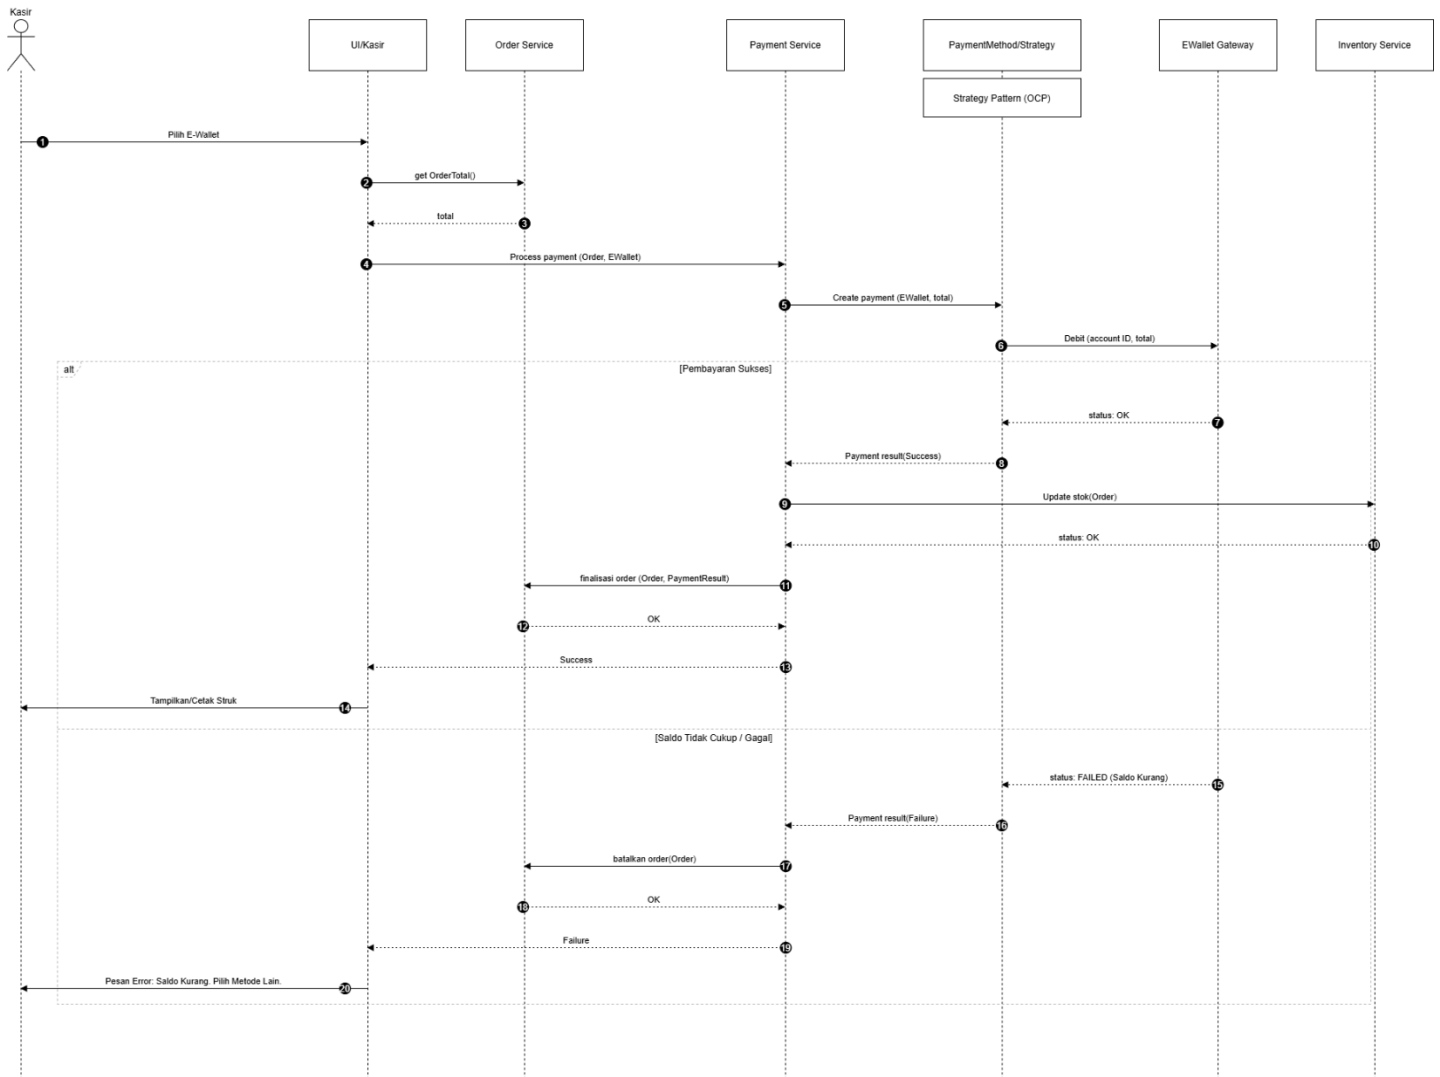 Kasir
UI/Kasir
Order Service
Payment Service
PaymentMethod/Strategy
EWallet Gateway
Inventory Service
Strategy Pattern (OCP)
1
Pilih E-Wallet
2
get OrderTotal()
total
3
4
Process payment (Order, EWallet)
5
Create payment (EWallet, total)
6
Debit (account ID, total)
alt
[Pembayaran Sukses]
status: OK
7
Payment result(Success)
8
9
Update stok(Order)
status: OK
10
finalisasi order (Order, PaymentResult)
11
12
OK
Success
13
Tampilkan/Cetak Struk
14
[Saldo Tidak Cukup / Gagal]
status: FAILED (Saldo Kurang)
15
Payment result(Failure)
16
batalkan order(Order)
17
18
OK
Failure
19
Pesan Error: Saldo Kurang. Pilih Metode Lain.
20